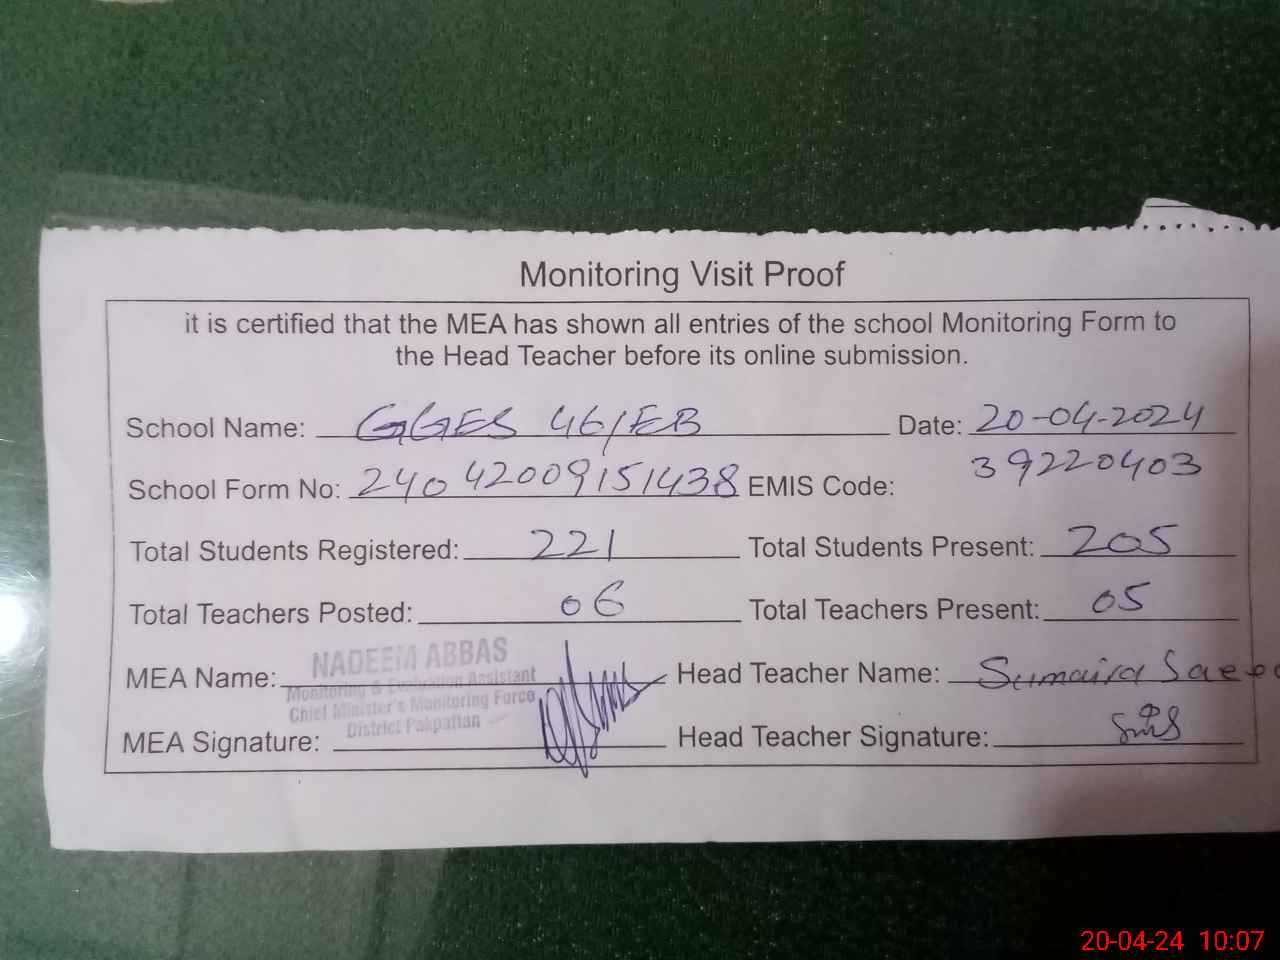 Monitoring Visit Proof
it is certified that the MEA has shown all entries of the school Monitoring Form to
the Head Teacher before its online submission.
School Name: GGES 46/EB Date: 20-04-2024
School Form No: 24042009151438 EMIS Code: 39220403
Total Students Registered: 221 Total Students Present: 205
Total Teachers Posted: 06 Total Teachers Present: 05
MEA Name: NADEEM ABBAS Head Teacher Name: Sumaira
Monitoring & Evaluation Assistant
Chief Minister's Monitoring Force
District Pakpattan
MEA Signature: Head Teacher Signature:
20-04-24 10:07